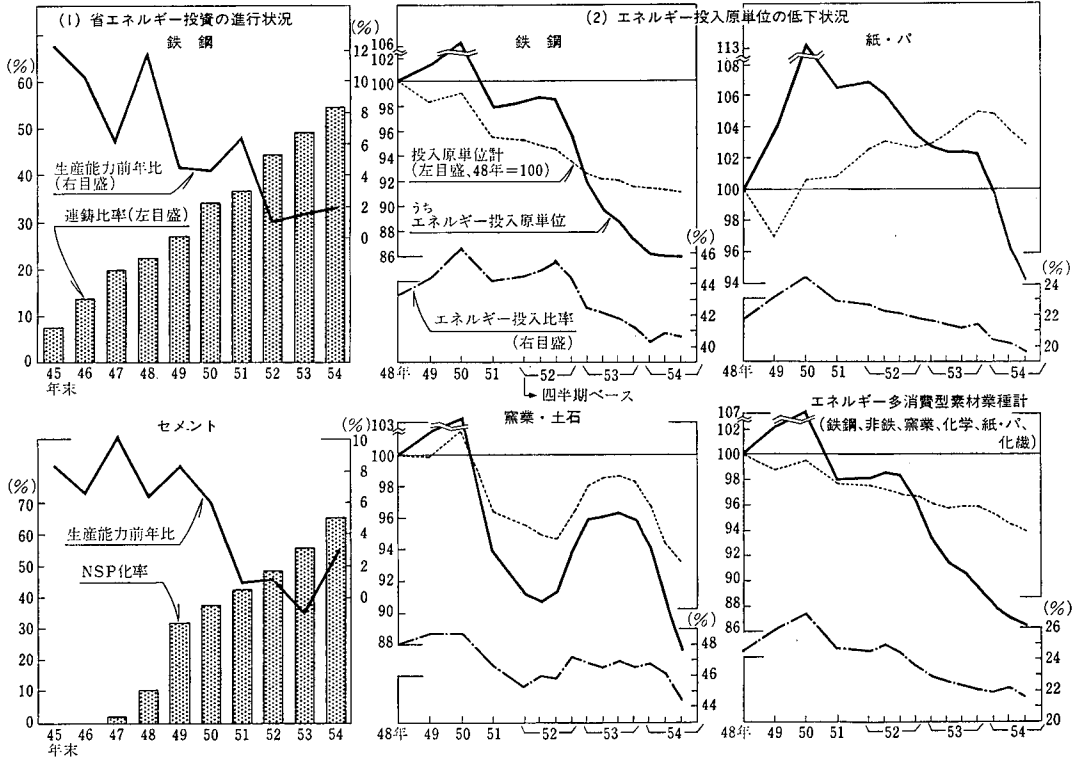 (1) 省エネルギー投資の進行状況
鉄 鋼
(%)
(%)
60
50
40
30
20
10
0
12
10
8
6
4
2
0
生産能力前年比
(右目盛)
連鋳比率(左目盛)
45 46 47 48 49 50 51 52 53 54
年末
セメント
(%)
(%)
70
60
50
40
30
20
10
0
10
8
6
4
2
0
生産能力前年比
NSP化率
45 46 47 48 49 50 51 52 53 54
年末
(2) エネルギー投入原単位の低下状況
鉄 鋼
106
102
100
98
96
94
92
90
88
86
投入原単位計
(左目盛、48年=100)
うち
エネルギー投入原単位
エネルギー投入比率
(右目盛)
(%)
46
44
42
40
48年 49 50 51 52 53 54
四半期ベース
紙・パ
113
108
106
104
102
100
98
96
94
(%)
24
22
20
48年 49 50 51 52 53 54
窯業・土石
103
100
98
96
94
92
90
88
(%)
48
46
44
48年 49 50 51 52 53 54
エネルギー多消費型素材業種計
(鉄鋼、非鉄、窯業、化学、紙・パ、
化繊)
107
102
100
98
96
94
92
90
88
86
(%)
26
24
22
20
48年 49 50 51 52 53 54